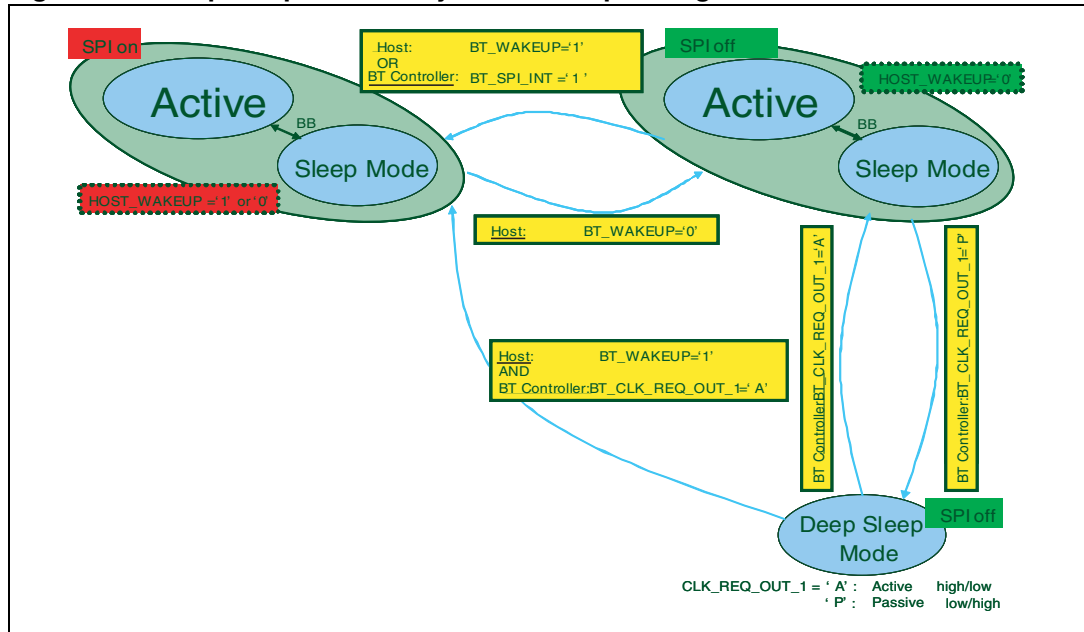 SPI on
Active
BB
Sleep Mode
HOST_WAKEUP ='1' or '0'
Host: BT_WAKEUP='1'
OR
BT Controller: BT_SPI_INT ='1'
SPI off
Active
HOST_WAKEUP='0'
BB
Sleep Mode
Host: BT_WAKEUP='0'
Host: BT_WAKEUP='1'
AND
BT Controller:BT_CLK_REQ_OUT_1='A'
BT Controller:BT_CLK_REQ_OUT_1='A'
BT Controller:BT_CLK_REQ_OUT_1='P'
SPI off
Deep Sleep
Mode
CLK_REQ_OUT_1 = 'A' : Active high/low
'P' : Passive low/high